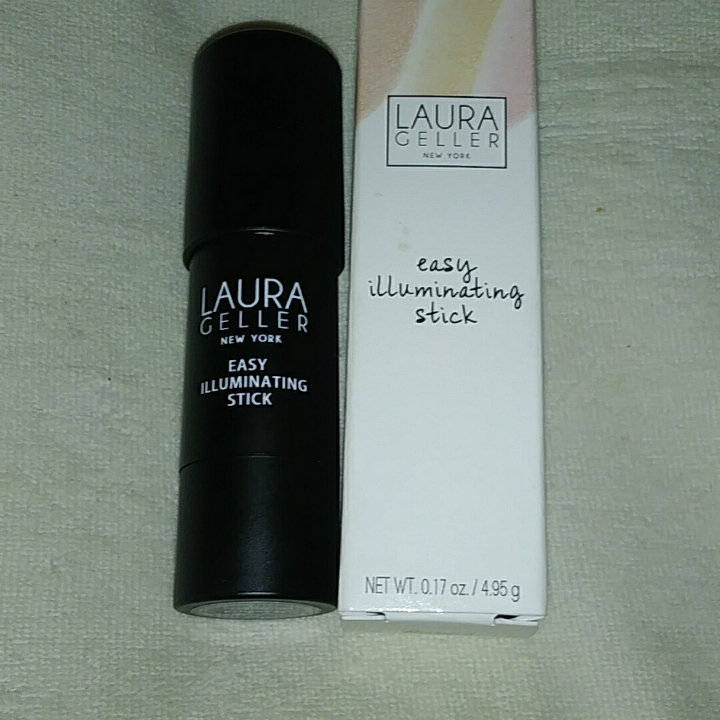 LAURA
GELLER
NEW YORK
EASY
ILLUMINATING
STICK
LAURA
GELLER
NEW YORK
easy
illuminating
stick
NET WT. 0.17 oz. / 4.95 g